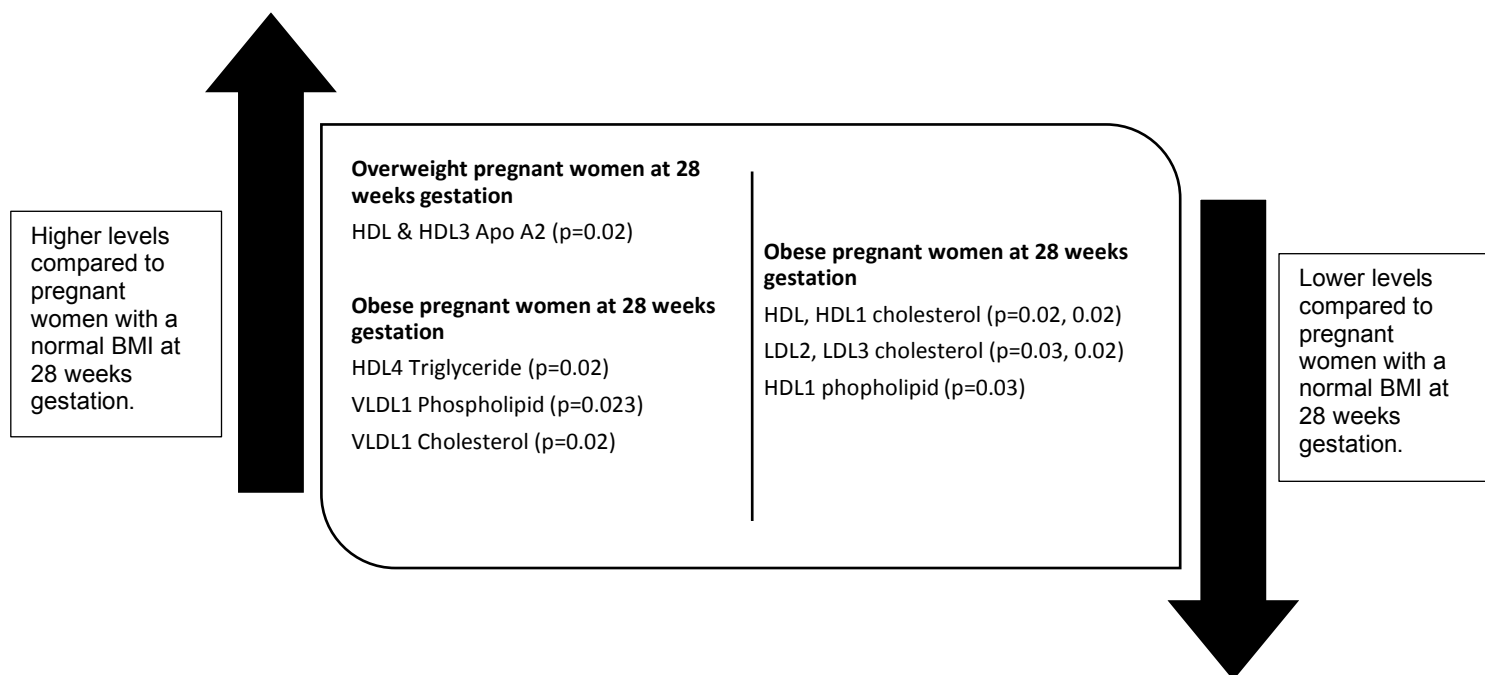 Higher levels
compared to
pregnant
women with a
normal BMI at
28 weeks
gestation.
Overweight pregnant women at 28
weeks gestation
HDL & HDL3 Apo A2 (p=0.02)
Obese pregnant women at 28 weeks
gestation
HDL4 Triglyceride (p=0.02)
VLDL1 Phospholipid (p=0.023)
VLDL1 Cholesterol (p=0.02)
Obese pregnant women at 28 weeks
gestation
HDL, HDL1 cholesterol (p=0.02, 0.02)
LDL2, LDL3 cholesterol (p=0.03, 0.02)
HDL1 phopholipid (p=0.03)
Lower levels
compared to
pregnant
women with a
normal BMI at
28 weeks
gestation.